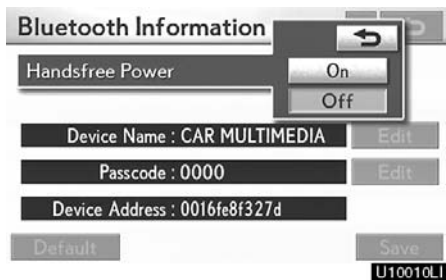 Bluetooth Information
Handsfree Power
On
Off
Device Name : CAR MULTIMEDIA
Edit
Passcode : 0000
Edit
Device Address : 0016fe8f327d
Default
Save
U10010LI